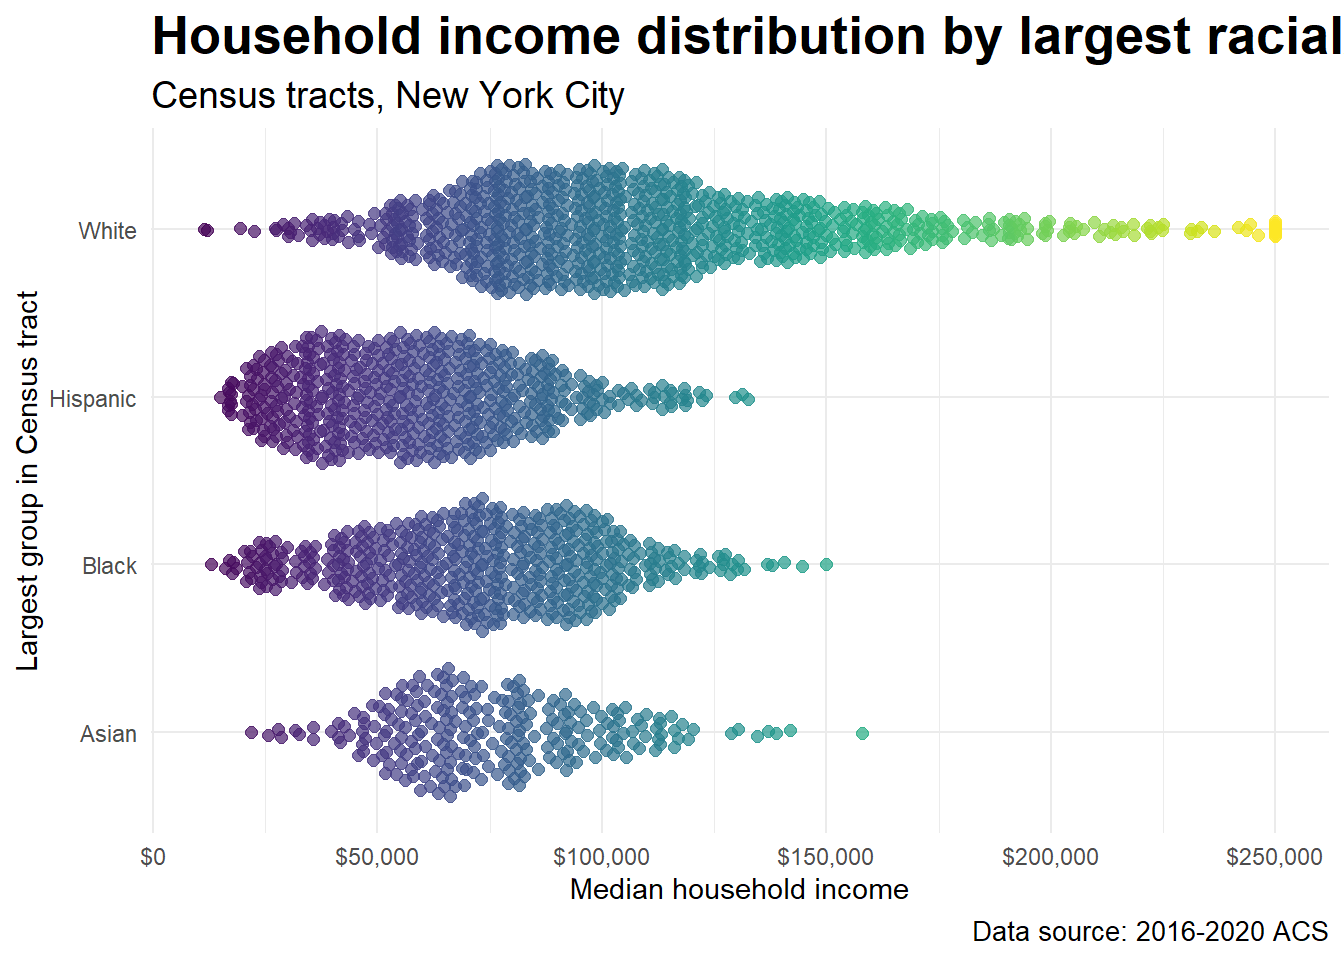 Household income distribution by largest racial
Census tracts, New York City
Largest group in Census tract
White
Hispanic
Black
Asian
$0 $50,000 $100,000 $150,000 $200,000 $250,000
Median household income
Data source: 2016-2020 ACS